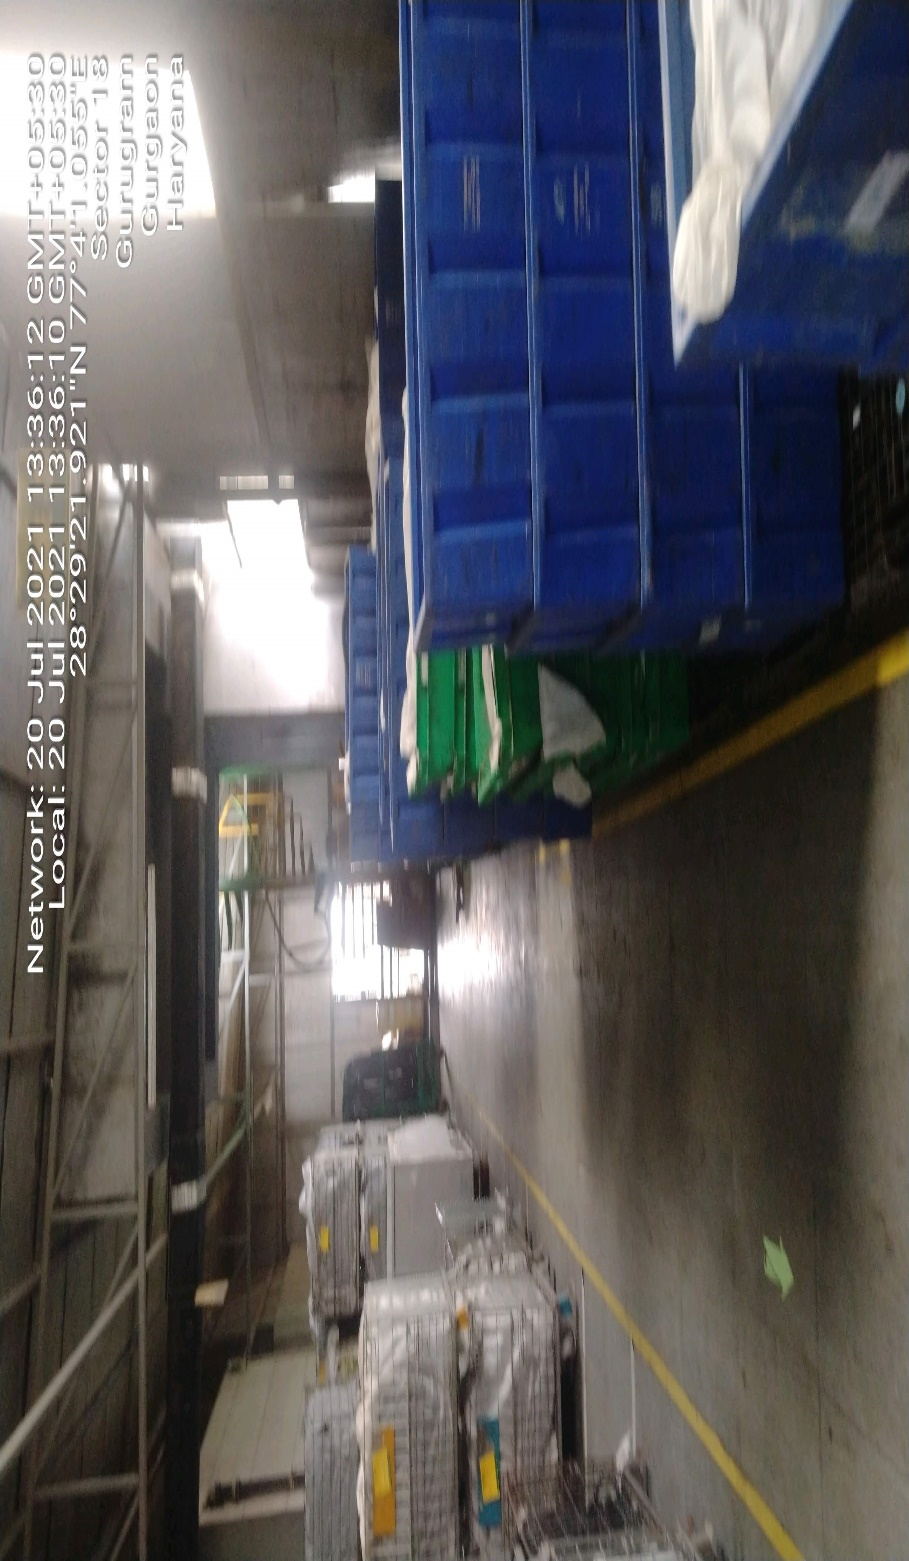 Network: 20 Jul 2021 13:36:12 GMT+05:30
Local: 20 Jul 2021 13:36:10 GMT+05:30
28°29'21.921"N 77°4'1.055"E
Sector 18
Gurugram
Gurgaon
Haryana